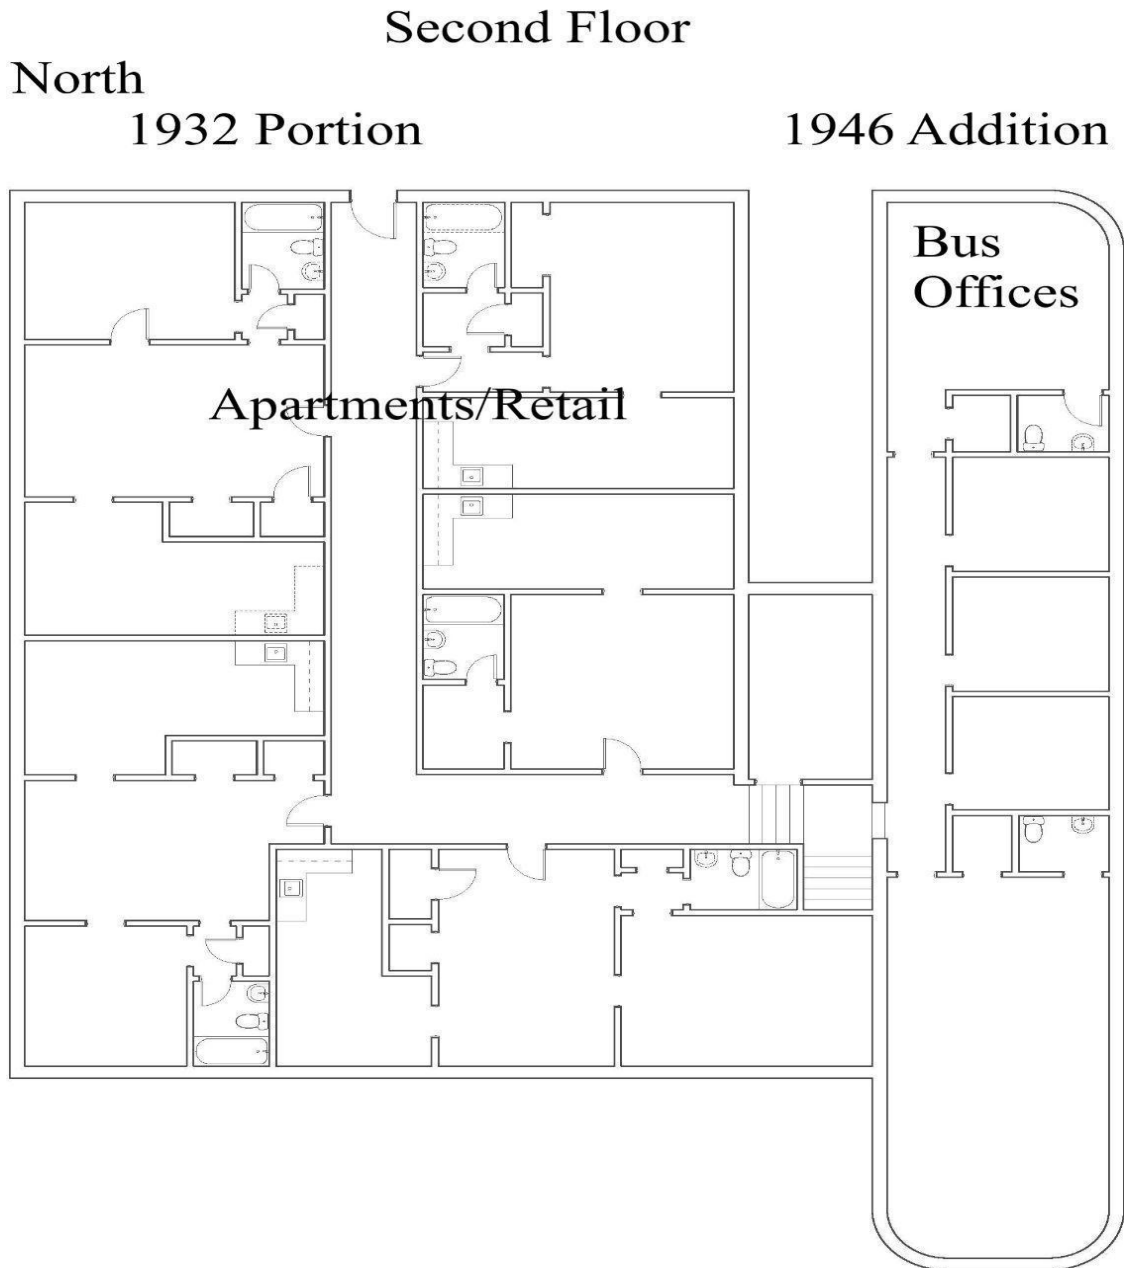 Second Floor
North
1932 Portion
1946 Addition
Bus
Offices
Apartments/Retail